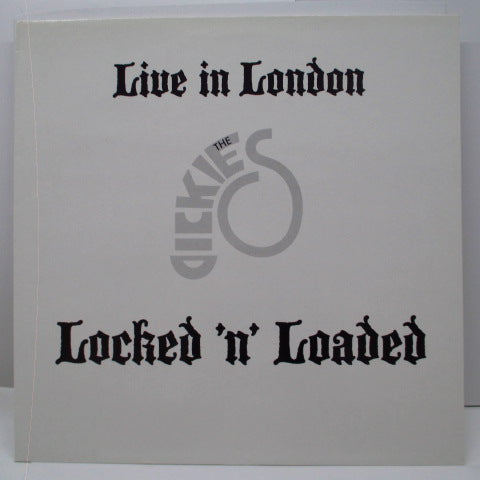 Live in London
THE
DICKIES
Locked 'n' Loaded